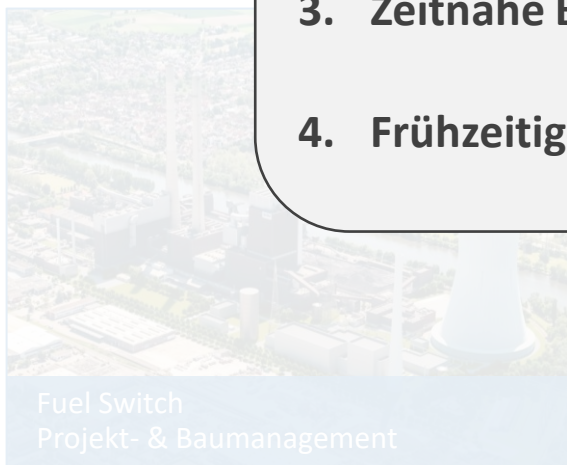 3. Zeitnahe
4. Frühzeitig
Fuel Switch
Projekt- & Baumanagement